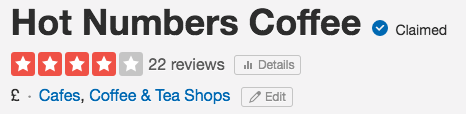 Hot Numbers Coffee Claimed
22 reviews Details
£ · Cafes, Coffee & Tea Shops Edit